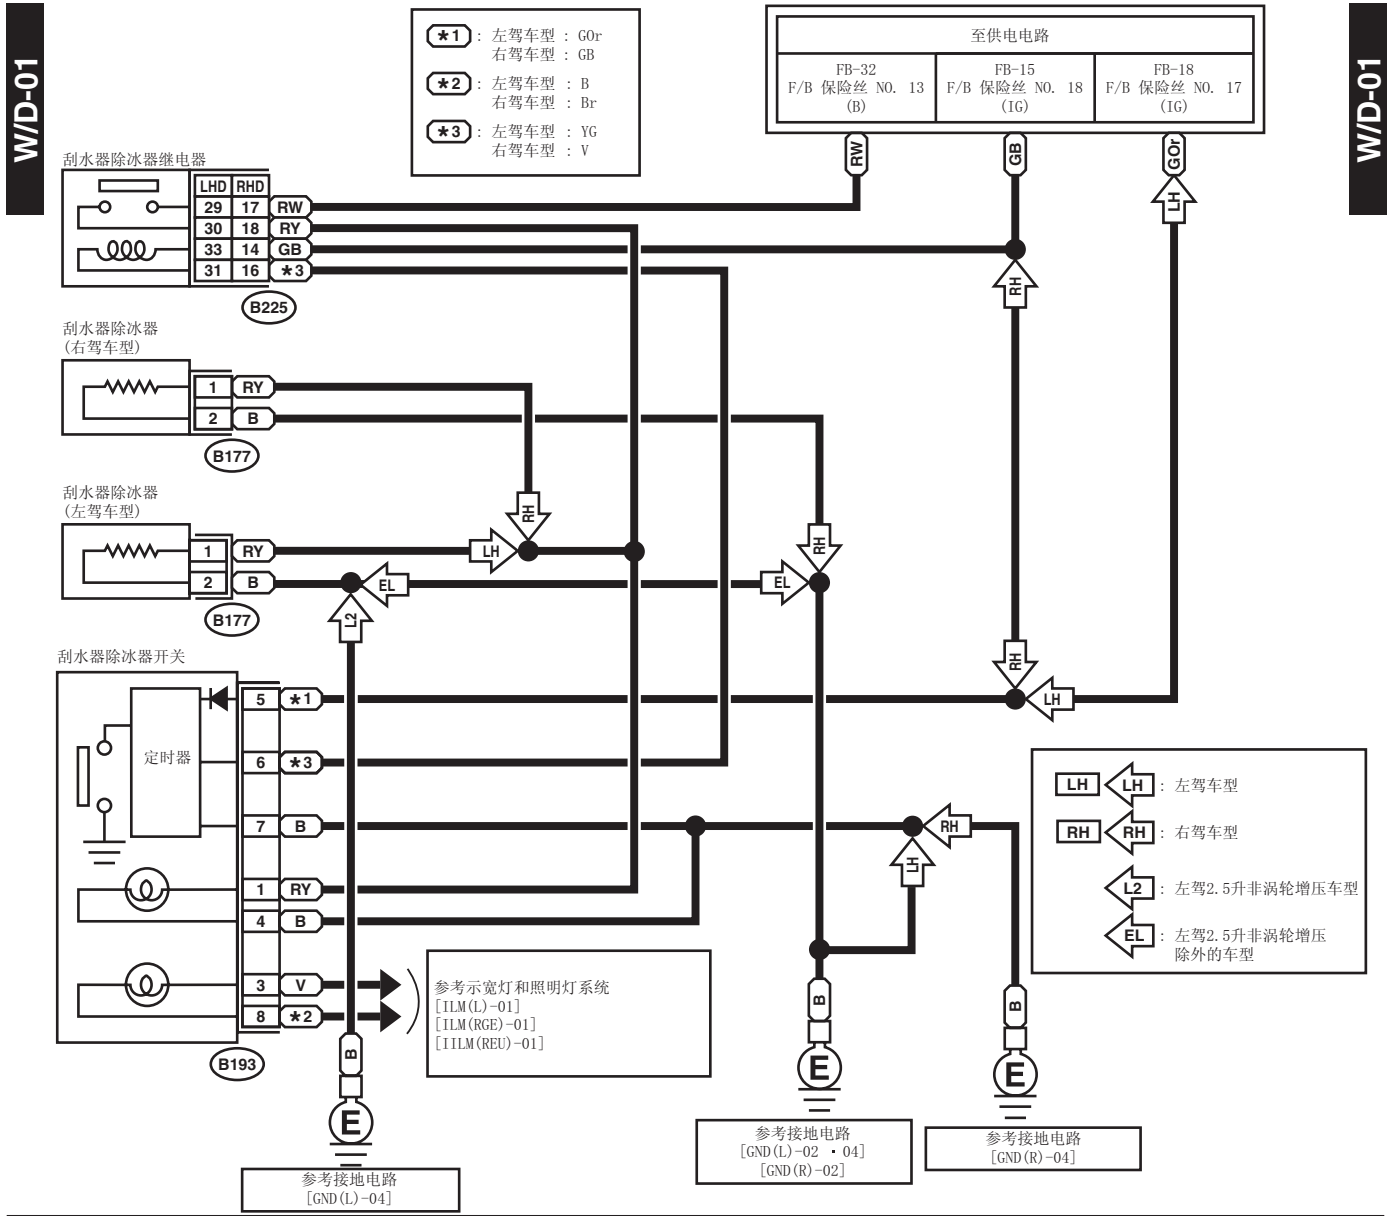 W/D-01
W/D-01
*1 : 左驾车型 : GOr
右驾车型 : GB
*2 : 左驾车型 : B
右驾车型 : Br
*3 : 左驾车型 : YG
右驾车型 : V
至供电电路
FB-32
F/B 保险丝 NO. 13
(B)
FB-15
F/B 保险丝 NO. 18
(IG)
FB-18
F/B 保险丝 NO. 17
(IG)
RW
GB
GOr
LH
RH
刮水器除冰器继电器
LHD RHD
29 17 RW
30 18 RY
33 14 GB
31 16 *3
B225
刮水器除冰器
(右驾车型)
1 RY
2 B
B177
RH
RH
刮水器除冰器
(左驾车型)
1 RY
2 B
B177
LH
EL
EL
L2
刮水器除冰器开关
定时器
5 *1
6 *3
7 B
1 RY
4 B
3 V
8 *2
B193
RH
LH
RH
LH
LH LH : 左驾车型
RH RH : 右驾车型
L2 : 左驾2.5升非涡轮增压车型
EL : 左驾2.5升非涡轮增压
除外的车型
参考示宽灯和照明灯系统
[ILM(L)-01]
[ILM(RGE)-01]
[IILM(REU)-01]
B
E
参考接地电路
[GND(L)-04]
B
E
参考接地电路
[GND(L)-02 ・ 04]
[GND(R)-02]
B
E
参考接地电路
[GND(R)-04]